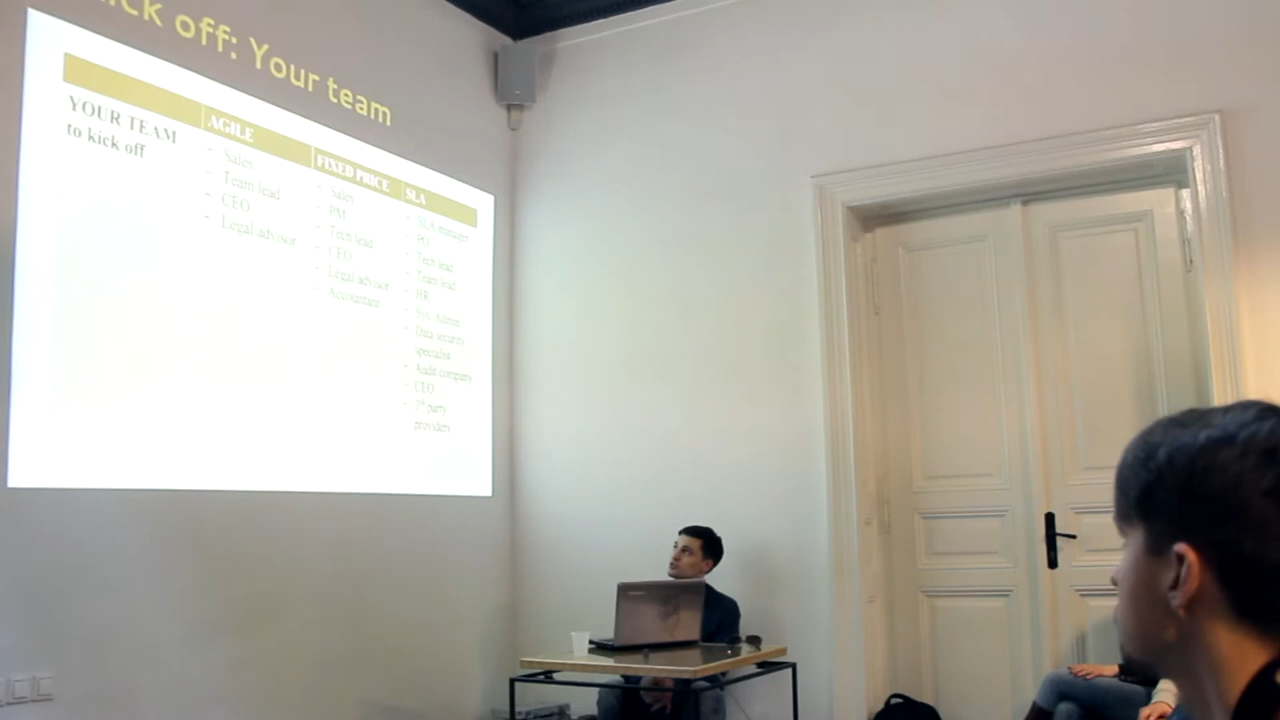 ick off: Your team
YOUR TEAM
to kick off
AGILE
- Sales
- Team lead
- CEO
- Legal advisor
FIXED PRICE
- Sales
- PM
- Tech lead
- CEO
- Legal advisor
- Accountant
SLA
- SLA manager
- PO
- Tech lead
- Team lead
- HR
- Sys. Admin
- Data security
specialist
- Audit company
- CEO
- 3rd party
providers